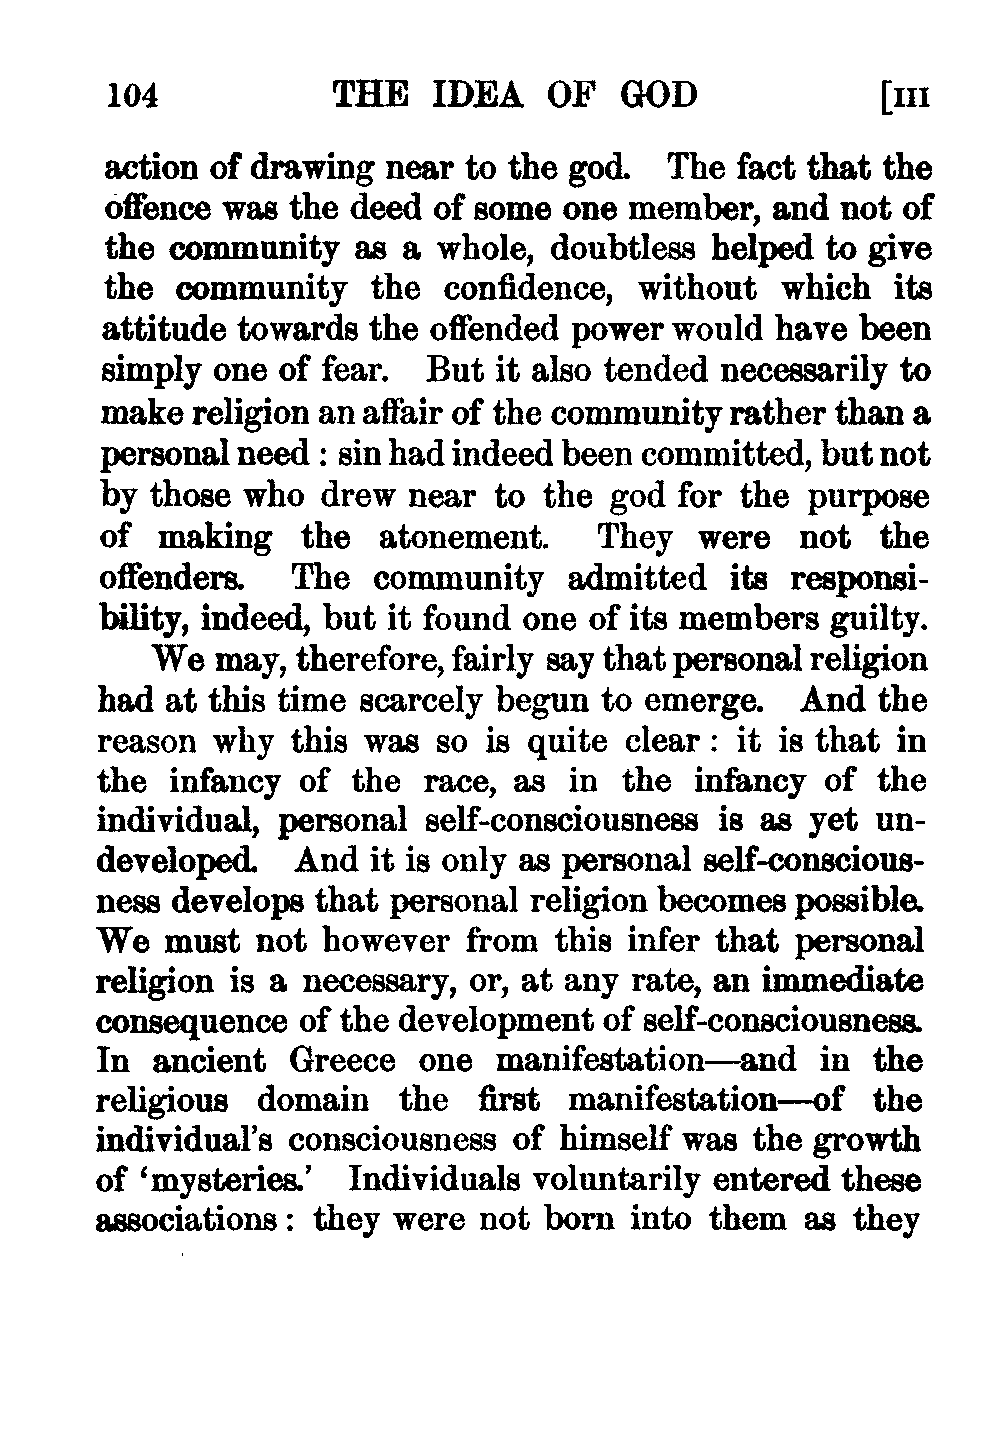 104 THE IDEA OF GOD [III
action of drawing near to the god. The fact that the
offence was the deed of some one member, and not of
the community as a whole, doubtless helped to give
the community the confidence, without which its
attitude towards the offended power would have been
simply one of fear. But it also tended necessarily to
make religion an affair of the community rather than a
personal need : sin had indeed been committed, but not
by those who drew near to the god for the purpose
of making the atonement. They were not the
offenders. The community admitted its responsi-
bility, indeed, but it found one of its members guilty.
We may, therefore, fairly say that personal religion
had at this time scarcely begun to emerge. And the
reason why this was so is quite clear : it is that in
the infancy of the race, as in the infancy of the
individual, personal self-consciousness is as yet un-
developed. And it is only as personal self-conscious-
ness develops that personal religion becomes possible.
We must not however from this infer that personal
religion is a necessary, or, at any rate, an immediate
consequence of the development of self-consciousness.
In ancient Greece one manifestation—and in the
religious domain the first manifestation—of the
individual's consciousness of himself was the growth
of ‘mysteries.’ Individuals voluntarily entered these
associations : they were not born into them as they